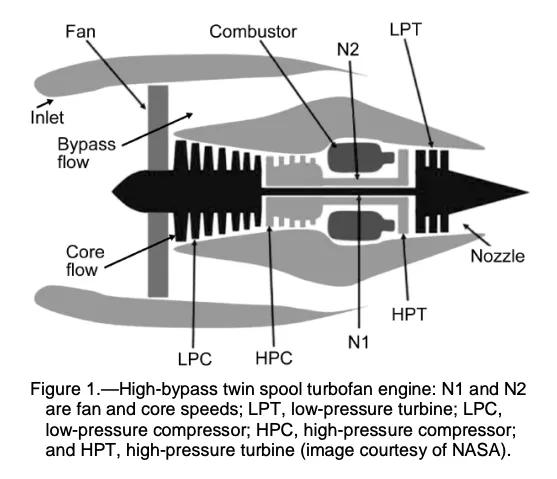 Fan
Combustor
N2
LPT
Inlet
Bypass
flow
Core
flow
Nozzle
LPC
HPC
N1
HPT
Figure 1.—High-bypass twin spool turbofan engine: N1 and N2
are fan and core speeds; LPT, low-pressure turbine; LPC,
low-pressure compressor; HPC, high-pressure compressor;
and HPT, high-pressure turbine (image courtesy of NASA).